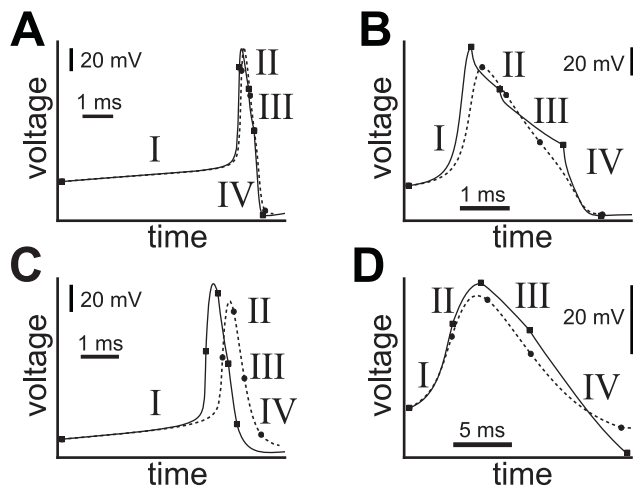 A
20 mV
1 ms
I
II
III
IV
voltage
time
B
20 mV
I
II
III
IV
1 ms
voltage
time
C
20 mV
1 ms
I
II
III
IV
voltage
time
D
20 mV
I
II
III
IV
5 ms
voltage
time